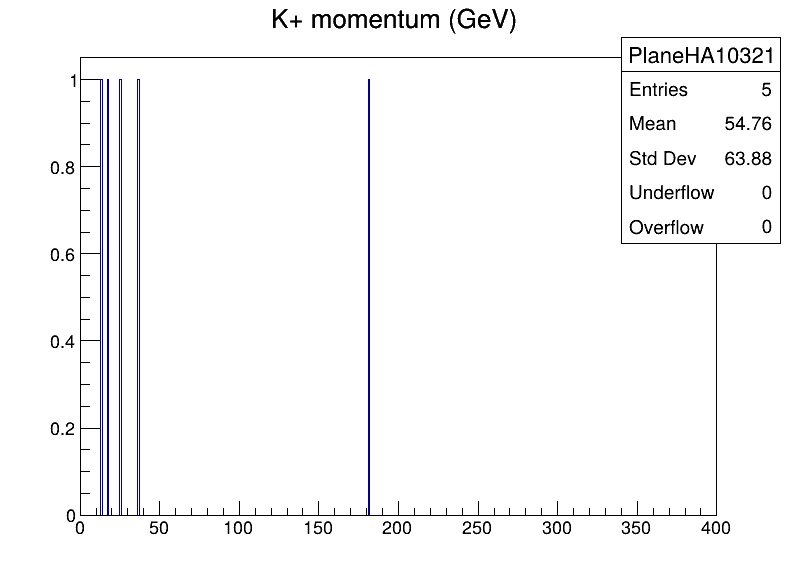 K+ momentum (GeV)
PlaneHA10321
Entries 5
Mean 54.76
Std Dev 63.88
Underflow 0
Overflow 0
1
0.8
0.6
0.4
0.2
0
0 50 100 150 200 250 300 350 400